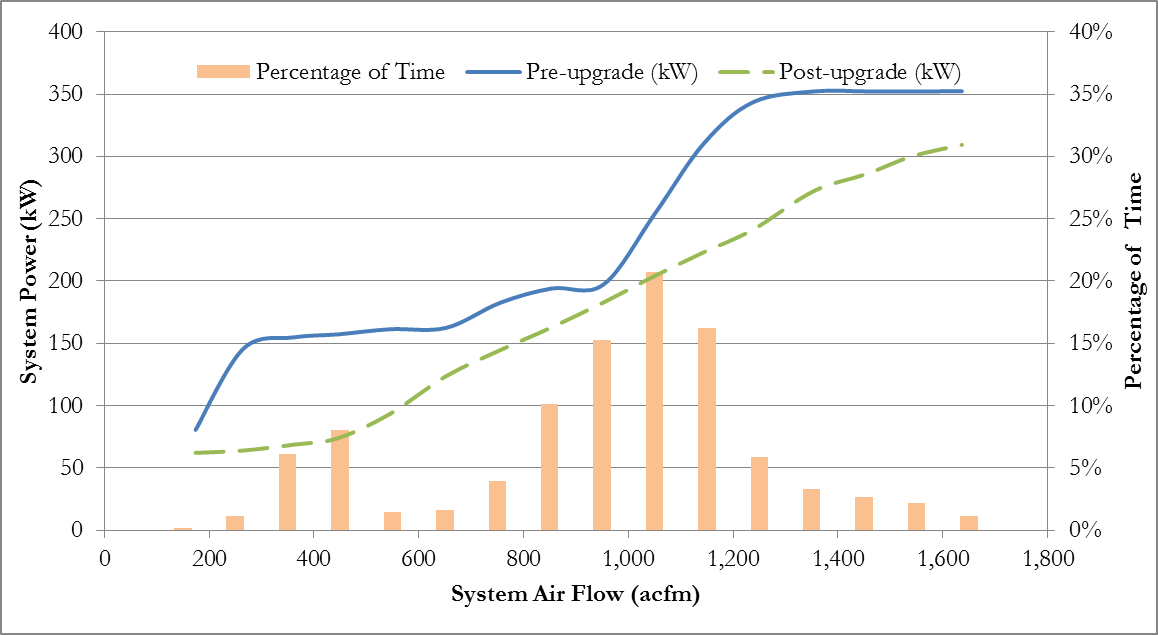 400 40%
Percentage of Time Pre-upgrade (kW) Post-upgrade (kW)
350 35%
300 30%
250 25%
200 20%
150 15%
100 10%
50 5%
0 0%
System Power (kW)
Percentage of Time
0 200 400 600 800 1,000 1,200 1,400 1,600 1,800
System Air Flow (acfm)